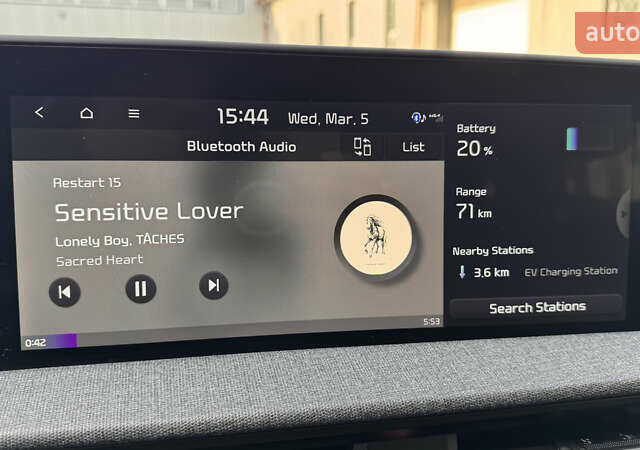 auto
15:44 Wed, Mar. 5
Bluetooth Audio
List
Restart 15
Sensitive Lover
Lonely Boy, TÂCHES
Sacred Heart
0:42
5:53
Battery
20 %
Range
71 km
Nearby Stations
3.6 km EV Charging Station
Search Stations